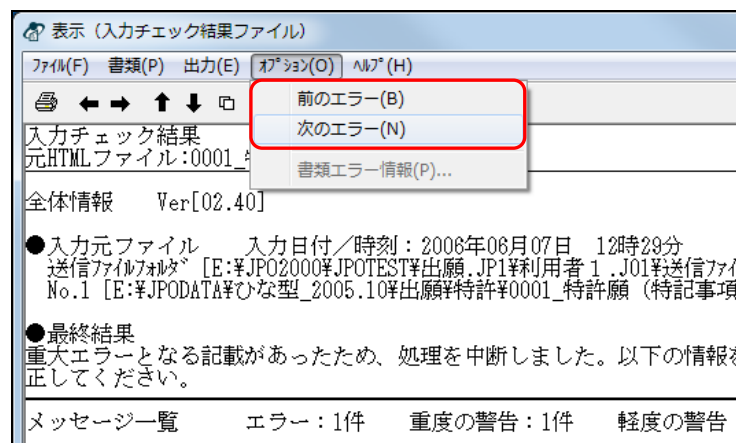 表示（入力チェック結果ファイル）
ﾌｧｲﾙ(F) 書類(P) 出力(E) ｵﾌﾟｼｮﾝ(O) ﾍﾙﾌﾟ(H)
前のエラー(B)
次のエラー(N)
書類エラー情報(P)...
入力チェック結果
元HTMLファイル:0001_
全体情報 Ver[02.40]
●入力元ファイル 入力日付／時刻：2006年06月07日 12時29分
送信ﾌｧｲﾙﾌｫﾙﾀﾞ [E:¥JPO2000¥JPOTEST¥出願.JP1¥利用者１.J01¥送信ﾌｧｲ
No.1 [E:¥JPODATA¥ひな型_2005.10¥出願¥特許¥0001_特許願（特記事項
●最終結果
重大エラーとなる記載があったため、処理を中断しました。以下の情報を
正してください。
メッセージ一覧 エラー：1件 重度の警告：1件 軽度の警告